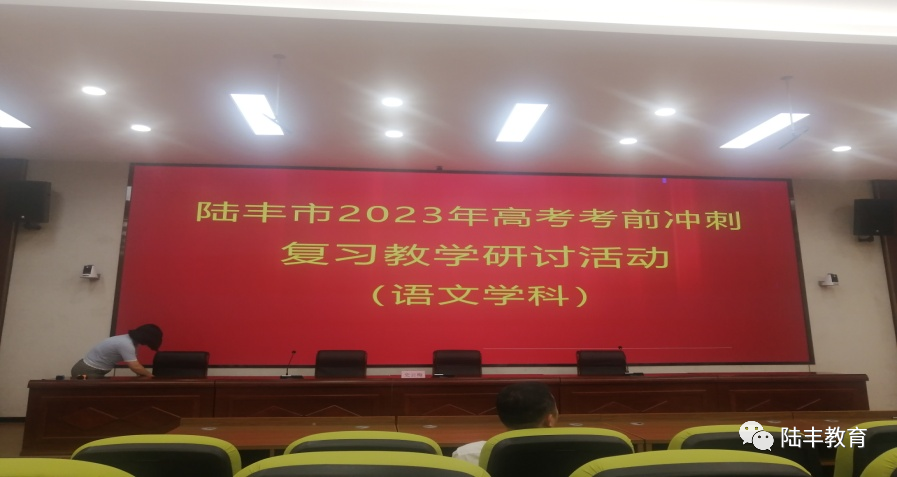 陆丰市2023年高考考前冲刺
复习教学研讨活动
（语文学科）
陆丰教育